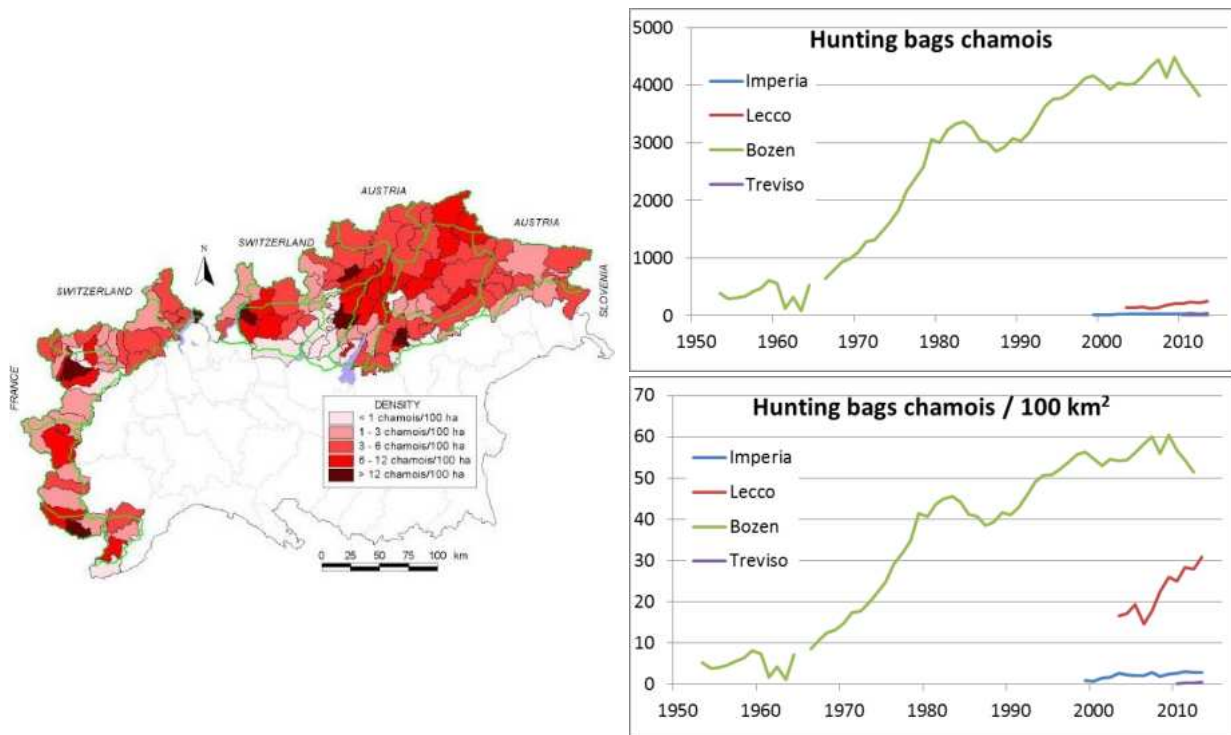 AUSTRIA
AUSTRIA
SWITZERLAND
N
SWITZERLAND
SLOVENIA
FRANCE
DENSITY
< 1 chamois/100 ha
1 - 3 chamois/100 ha
3 - 6 chamois/100 ha
6 - 12 chamois/100 ha
> 12 chamois/100 ha
0 25 50 75 100 km
Hunting bags chamois
5000
4000
3000
2000
1000
0
Imperia
Lecco
Bozen
Treviso
1950 1960 1970 1980 1990 2000 2010
Hunting bags chamois / 100 km²
70
60
50
40
30
20
10
0
Imperia
Lecco
Bozen
Treviso
1950 1960 1970 1980 1990 2000 2010